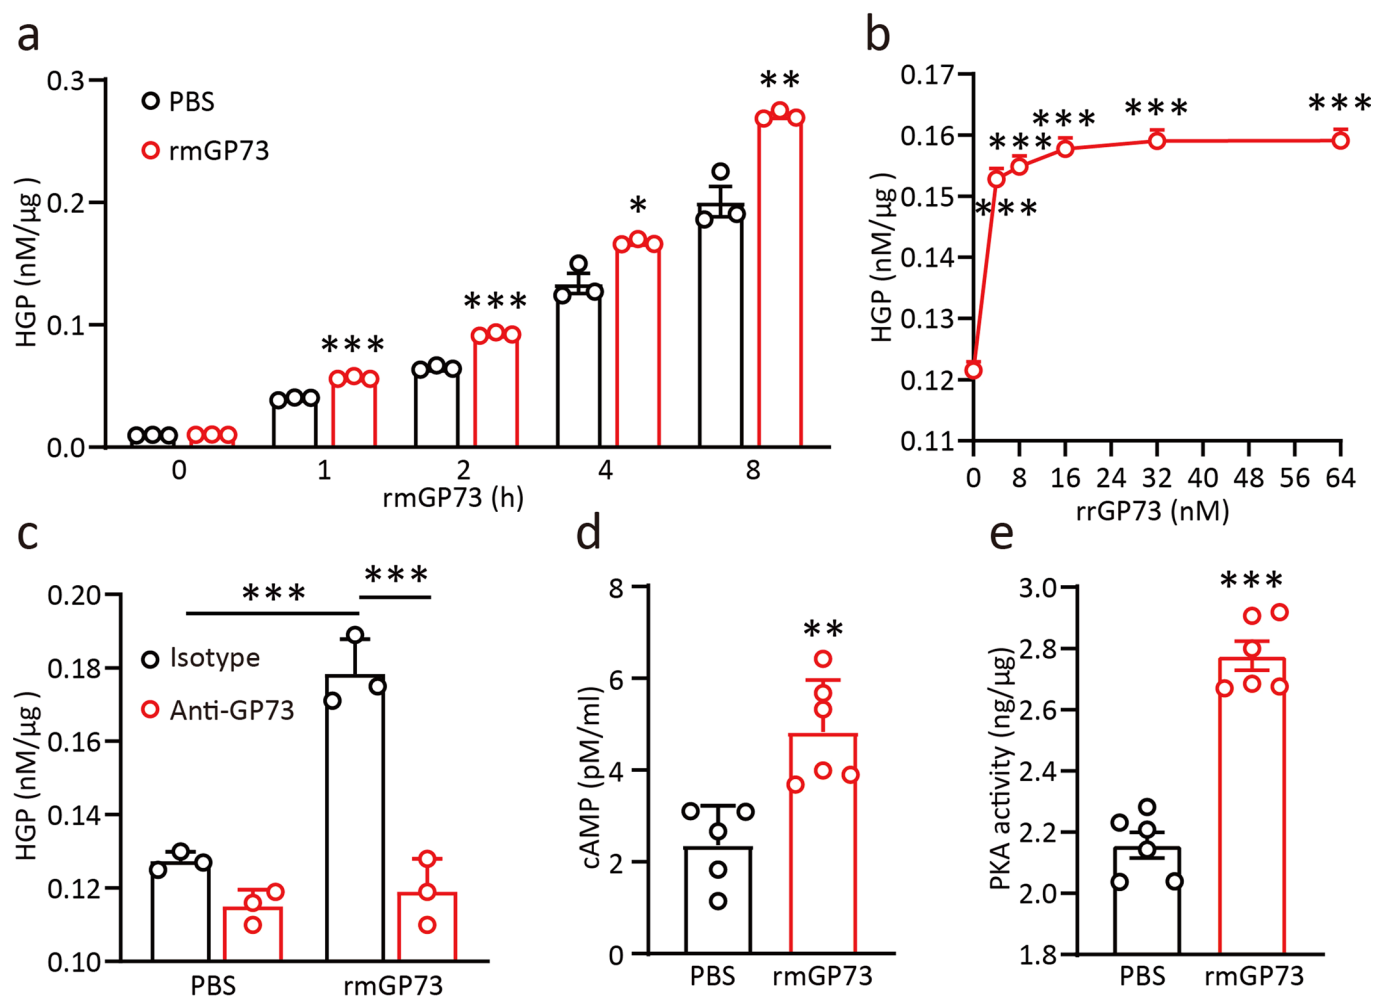 a
0.3
0.2
0.1
0.0
HGP (nM/µg )
PBS
rmGP73
***
***
*
**
0 1 2 4 8
rmGP73 (h)
b
0.17
0.16
0.15
0.14
0.13
0.12
0.11
HGP (nM/µg )
***
***
***
***
***
0 8 16 24 32 40 48 56 64
rrGP73 (nM)
c
0.20
0.18
0.16
0.14
0.12
0.10
HGP (nM/µg)
***
***
Isotype
Anti-GP73
PBS rmGP73
d
8
6
4
2
0
cAMP (pM/ml)
**
PBS rmGP73
e
3.0
2.8
2.6
2.4
2.2
2.0
1.8
PKA activity (ng/µg)
***
PBS rmGP73